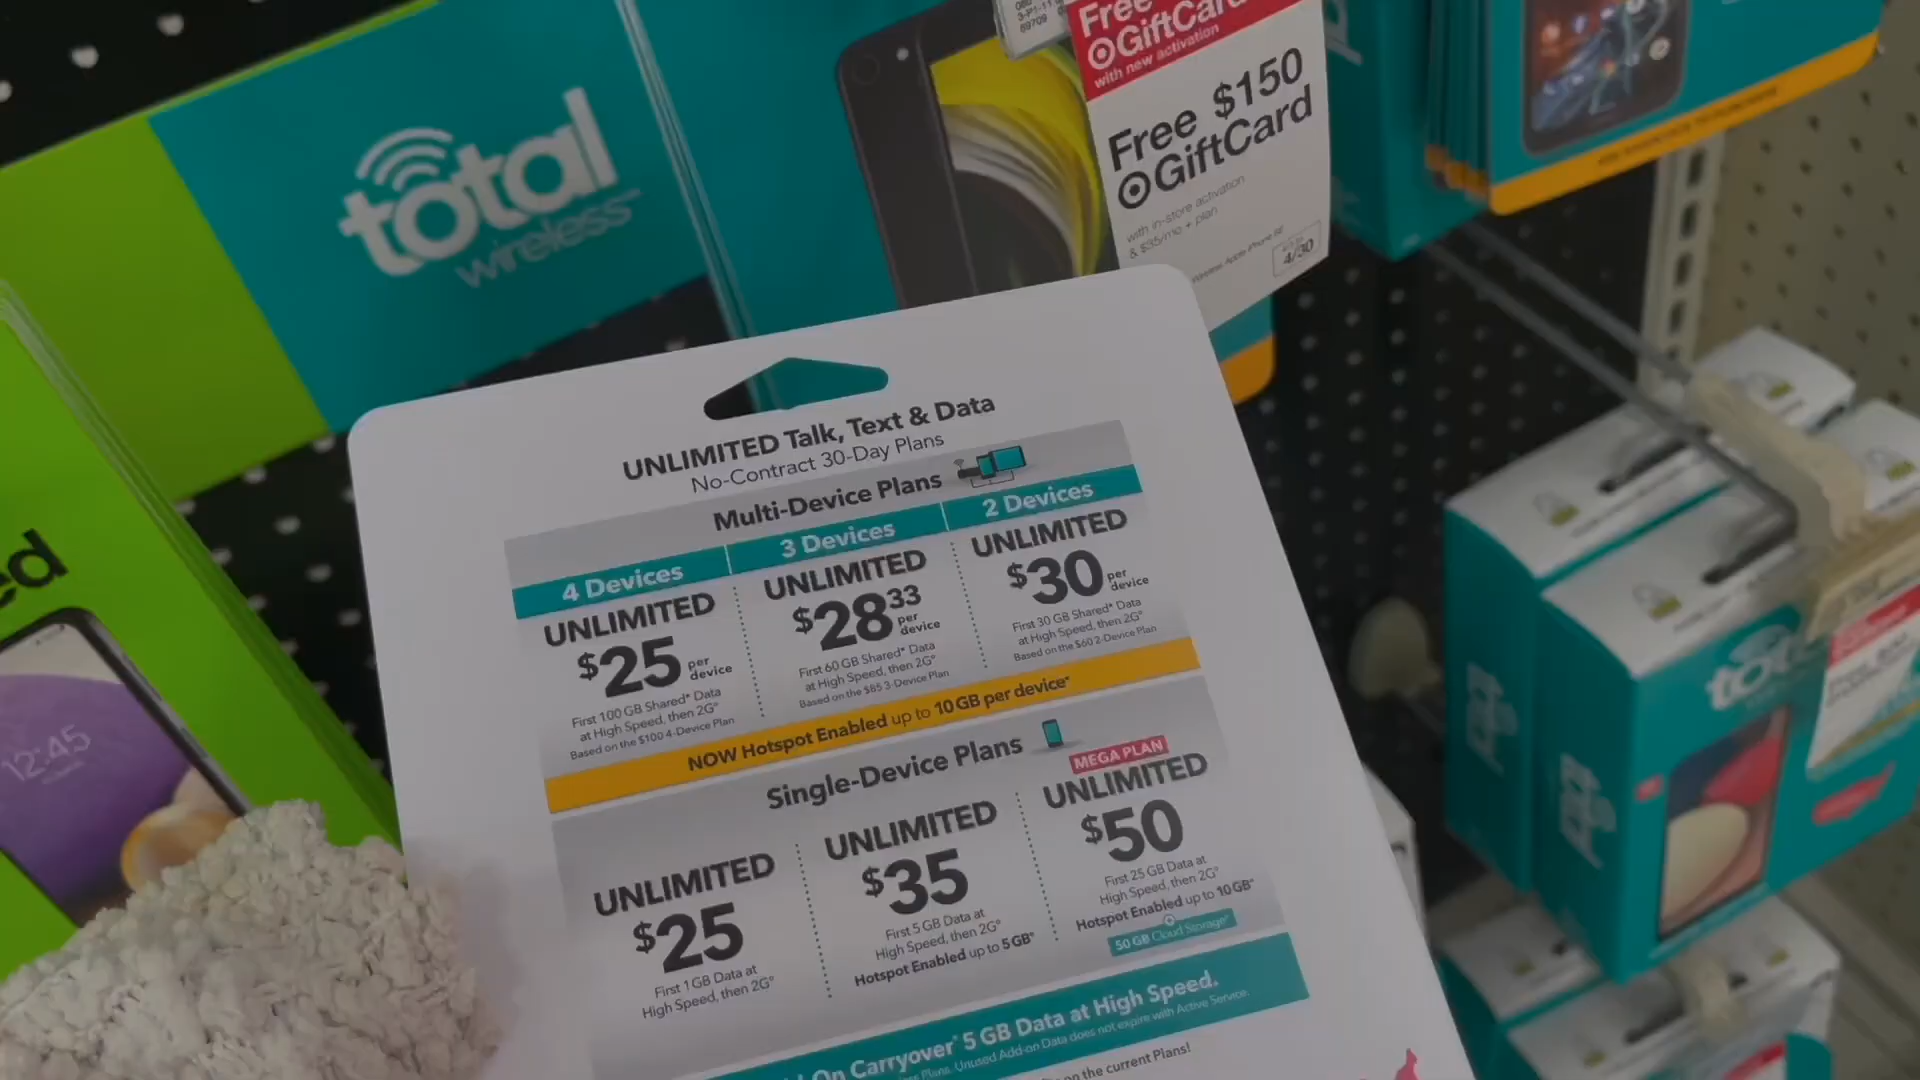 total
wireless
Free
GiftCard
with new activation
Free $150
GiftCard
with in-store activation
& $35/mo + plan
4/30
ed
12:45
UNLIMITED Talk, Text & Data
No-Contract 30-Day Plans
Multi-Device Plans
4 Devices
UNLIMITED
$25 per device
First 100 GB Shared* Data
at High Speed, then 2G°
Based on the $100 4-Device Plan
3 Devices
UNLIMITED
$28.33 per device
First 60 GB Shared* Data
at High Speed, then 2G°
Based on the $85 3-Device Plan
2 Devices
UNLIMITED
$30 per device
First 30 GB Shared* Data
at High Speed, then 2G°
Based on the $60 2-Device Plan
NOW Hotspot Enabled up to 10 GB per device*
Single-Device Plans
UNLIMITED
$25
First 1 GB Data at
High Speed, then 2G°
UNLIMITED
$35
First 5 GB Data at
High Speed, then 2G°
Hotspot Enabled up to 5 GB*
MEGA PLAN
UNLIMITED
$50
First 25 GB Data at
High Speed, then 2G°
Hotspot Enabled up to 10 GB*
50 GB Cloud Storage*
On Carryover* 5 GB Data at High Speed.
Plans. Unused Add-on Data does not expire with Active Service.
on the current Plans!